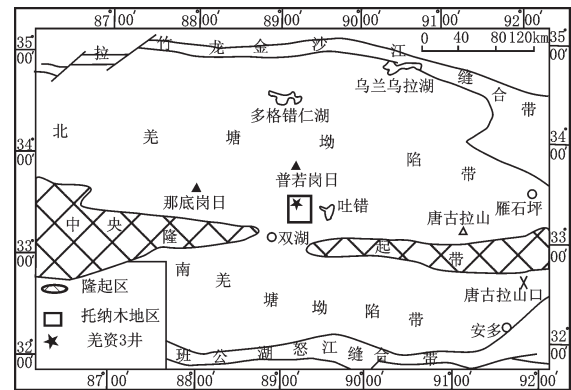 87°00′ 88°00′ 89°00′ 90°00′ 91°00′ 92°00′
35°00′
35°00′
拉竹龙金沙江缝合带
0 40 80 120km
乌兰乌拉湖
多格错仁湖
北羌塘坳陷带
34°00′
34°00′
普若岗日
那底岗日
吐错
雁石坪
唐古拉山
中央隆起带
双湖
33°00′
33°00′
南羌塘坳陷带
隆起区
托纳木地区
羌资3井
唐古拉山口
安多
32°00′
32°00′
班公湖怒江缝合带
87°00′ 88°00′ 89°00′ 90°00′ 91°00′ 92°00′